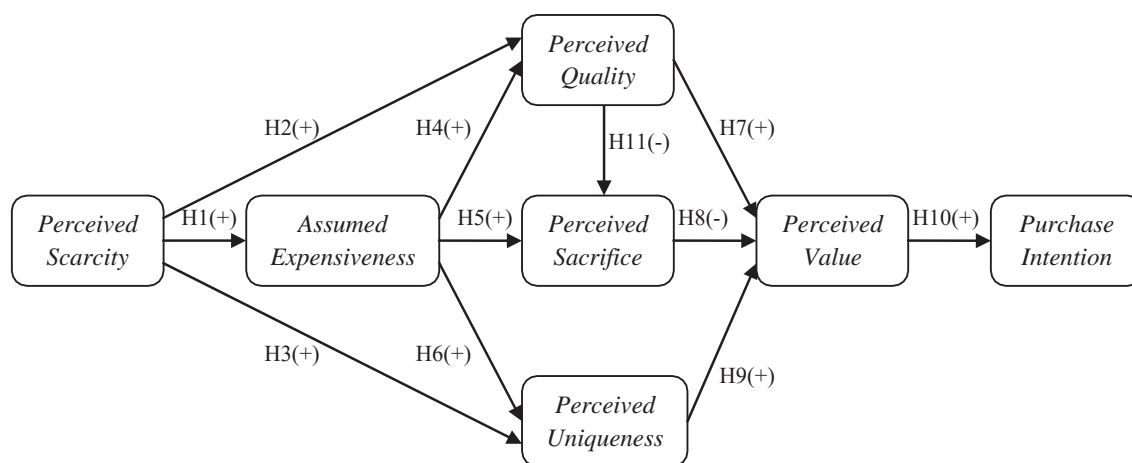 Perceived
Quality
H2(+)
H4(+)
H7(+)
H11(-)
Perceived
Scarcity
H1(+)
Assumed
Expensiveness
H5(+)
Perceived
Sacrifice
H8(-)
Perceived
Value
H10(+)
Purchase
Intention
H3(+)
H6(+)
H9(+)
Perceived
Uniqueness